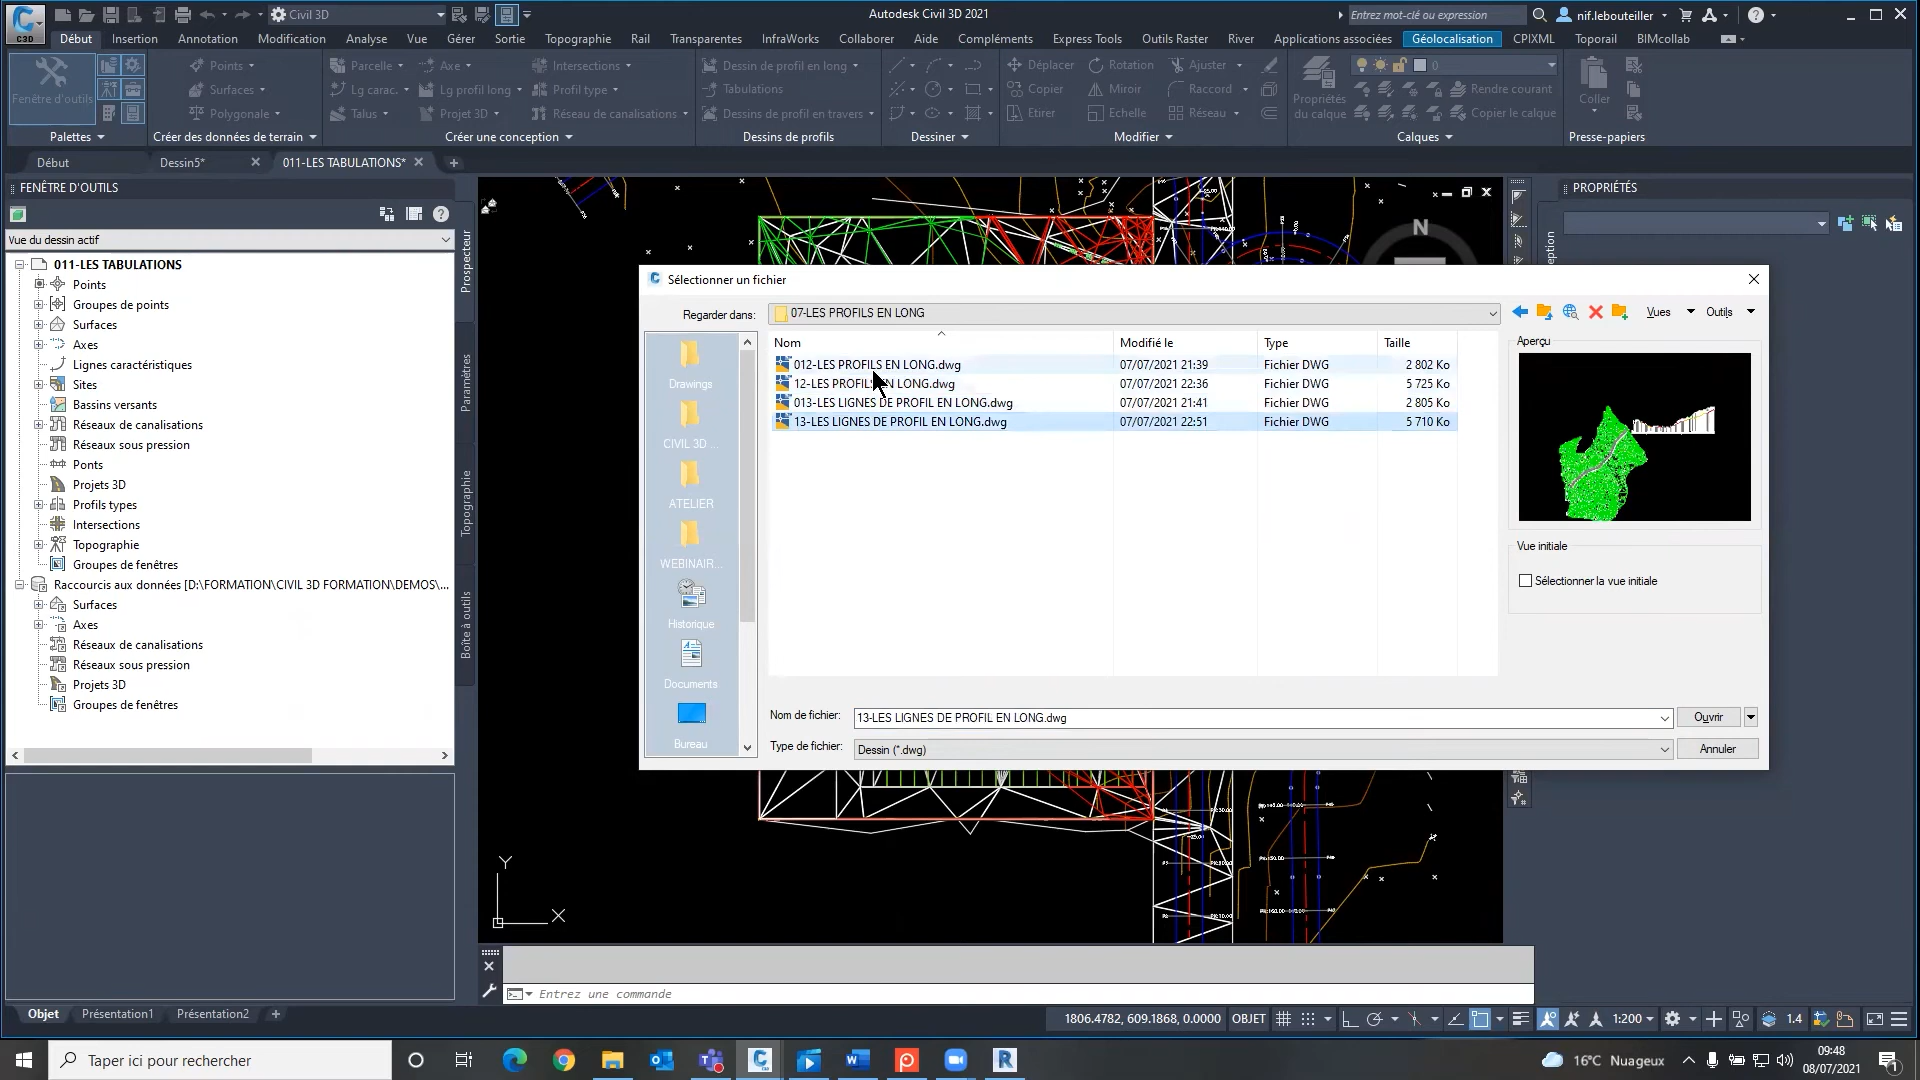 Civil 3D
Autodesk Civil 3D 2021
Entrez mot-clé ou expression
nif.lebouteiller
C3D
Début Insertion Annotation Modification Analyse Vue Gérer Sortie Topographie Rail Transparentes InfraWorks Collaborer Aide Compléments Express Tools Outils Raster River Applications associées Géolocalisation CPIXML Toporail BIMcollab
Fenêtre d'outils
Points
Surfaces
Polygonale
Parcelle
Lg carac.
Talus
Axe
Lg profil long
Projet 3D
Intersections
Profil type
Réseau de canalisations
Dessin de profil en long
Tabulations
Dessins de profil en travers
Déplacer
Copier
Etirer
Rotation
Miroir
Echelle
Ajuster
Raccord
Réseau
Propriétés
du calque
0
Rendre courant
Copier le calque
Coller
Palettes
Créer des données de terrain
Créer une conception
Dessins de profils
Dessiner
Modifier
Calques
Presse-papiers
Début
Dessin5*
011-LES TABULATIONS*
FENÊTRE D'OUTILS
Vue du dessin actif
011-LES TABULATIONS
Points
Groupes de points
Surfaces
Axes
Lignes caractéristiques
Sites
Bassins versants
Réseaux de canalisations
Réseaux sous pression
Ponts
Projets 3D
Profils types
Intersections
Topographie
Groupes de fenêtres
Raccourcis aux données [D:\FORMATION\CIVIL 3D FORMATION\DEMOS\...
Surfaces
Axes
Réseaux de canalisations
Réseaux sous pression
Projets 3D
Groupes de fenêtres
Prospecteur
Paramètres
Topographie
Boîte à outils
PROPRIÉTÉS
N
Sélectionner un fichier
Regarder dans:
07-LES PROFILS EN LONG
Vues
Outils
Drawings
CIVIL 3D ...
ATELIER
WEBINAIR...
Historique
Documents
Bureau
Nom Modifié le Type Taille
012-LES PROFILS EN LONG.dwg 07/07/2021 21:39 Fichier DWG 2 802 Ko
12-LES PROFILS EN LONG.dwg 07/07/2021 22:36 Fichier DWG 5 725 Ko
013-LES LIGNES DE PROFIL EN LONG.dwg 07/07/2021 21:41 Fichier DWG 2 805 Ko
13-LES LIGNES DE PROFIL EN LONG.dwg 07/07/2021 22:51 Fichier DWG 5 710 Ko
Aperçu
Vue initiale
Sélectionner la vue initiale
Nom de fichier:
13-LES LIGNES DE PROFIL EN LONG.dwg
Ouvrir
Type de fichier:
Dessin (*.dwg)
Annuler
Y
X
Entrez une commande
Objet
Présentation1
Présentation2
1806.4782, 609.1868, 0.0000
OBJET
1:200
1.4
Taper ici pour rechercher
16°C Nuageux
09:48
08/07/2021